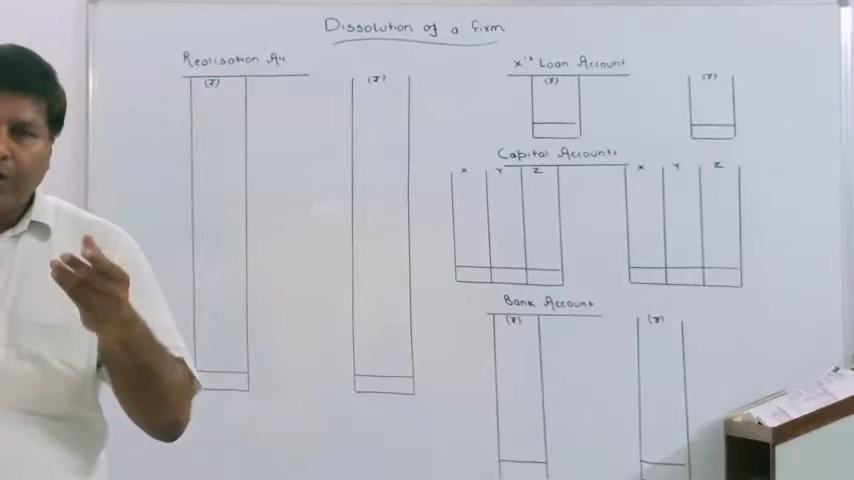 Dissolution of a firm
Realisation A/c
(₹) (₹)
X's Loan Account
(₹) (₹)
Capital Accounts
X Y Z X Y Z
Bank Account
(₹) (₹)